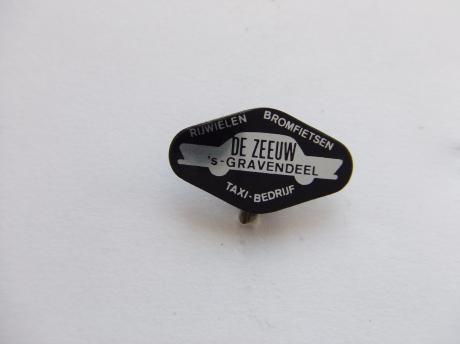 RIJWIELEN BROMFIETSEN
DE ZEEUW
's-GRAVENDEEL
TAXI-BEDRIJF